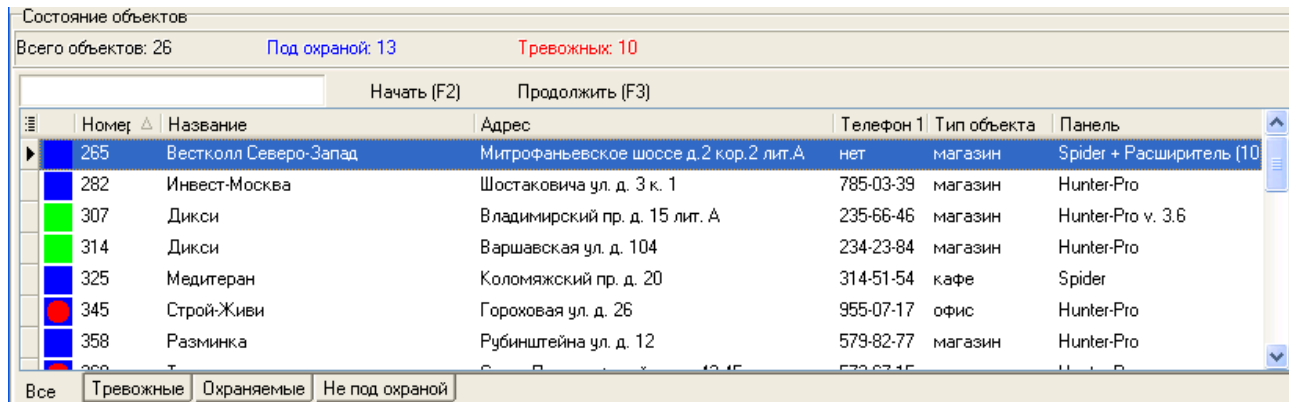 Состояние объектов
Всего объектов: 26 Под охраной: 13 Тревожных: 10
Начать (F2) Продолжить (F3)
Номер Название Адрес Телефон 1 Тип объекта Панель
265 Вестколл Северо-Запад Митрофаньевское шоссе д.2 кор.2 лит.А нет магазин Spider + Расширитель (10
282 Инвест-Москва Шостаковича ул. д. 3 к. 1 785-03-39 магазин Hunter-Pro
307 Дикси Владимирский пр. д. 15 лит. А 235-66-46 магазин Hunter-Pro v. 3.6
314 Дикси Варшавская ул. д. 104 234-23-84 магазин Hunter-Pro
325 Медитеран Коломяжский пр. д. 20 314-51-54 кафе Spider
345 Строй-Живи Гороховая ул. д. 26 955-07-17 офис Hunter-Pro
358 Разминка Рубинштейна ул. д. 12 579-82-77 магазин Hunter-Pro
Все Тревожные Охраняемые Не под охраной